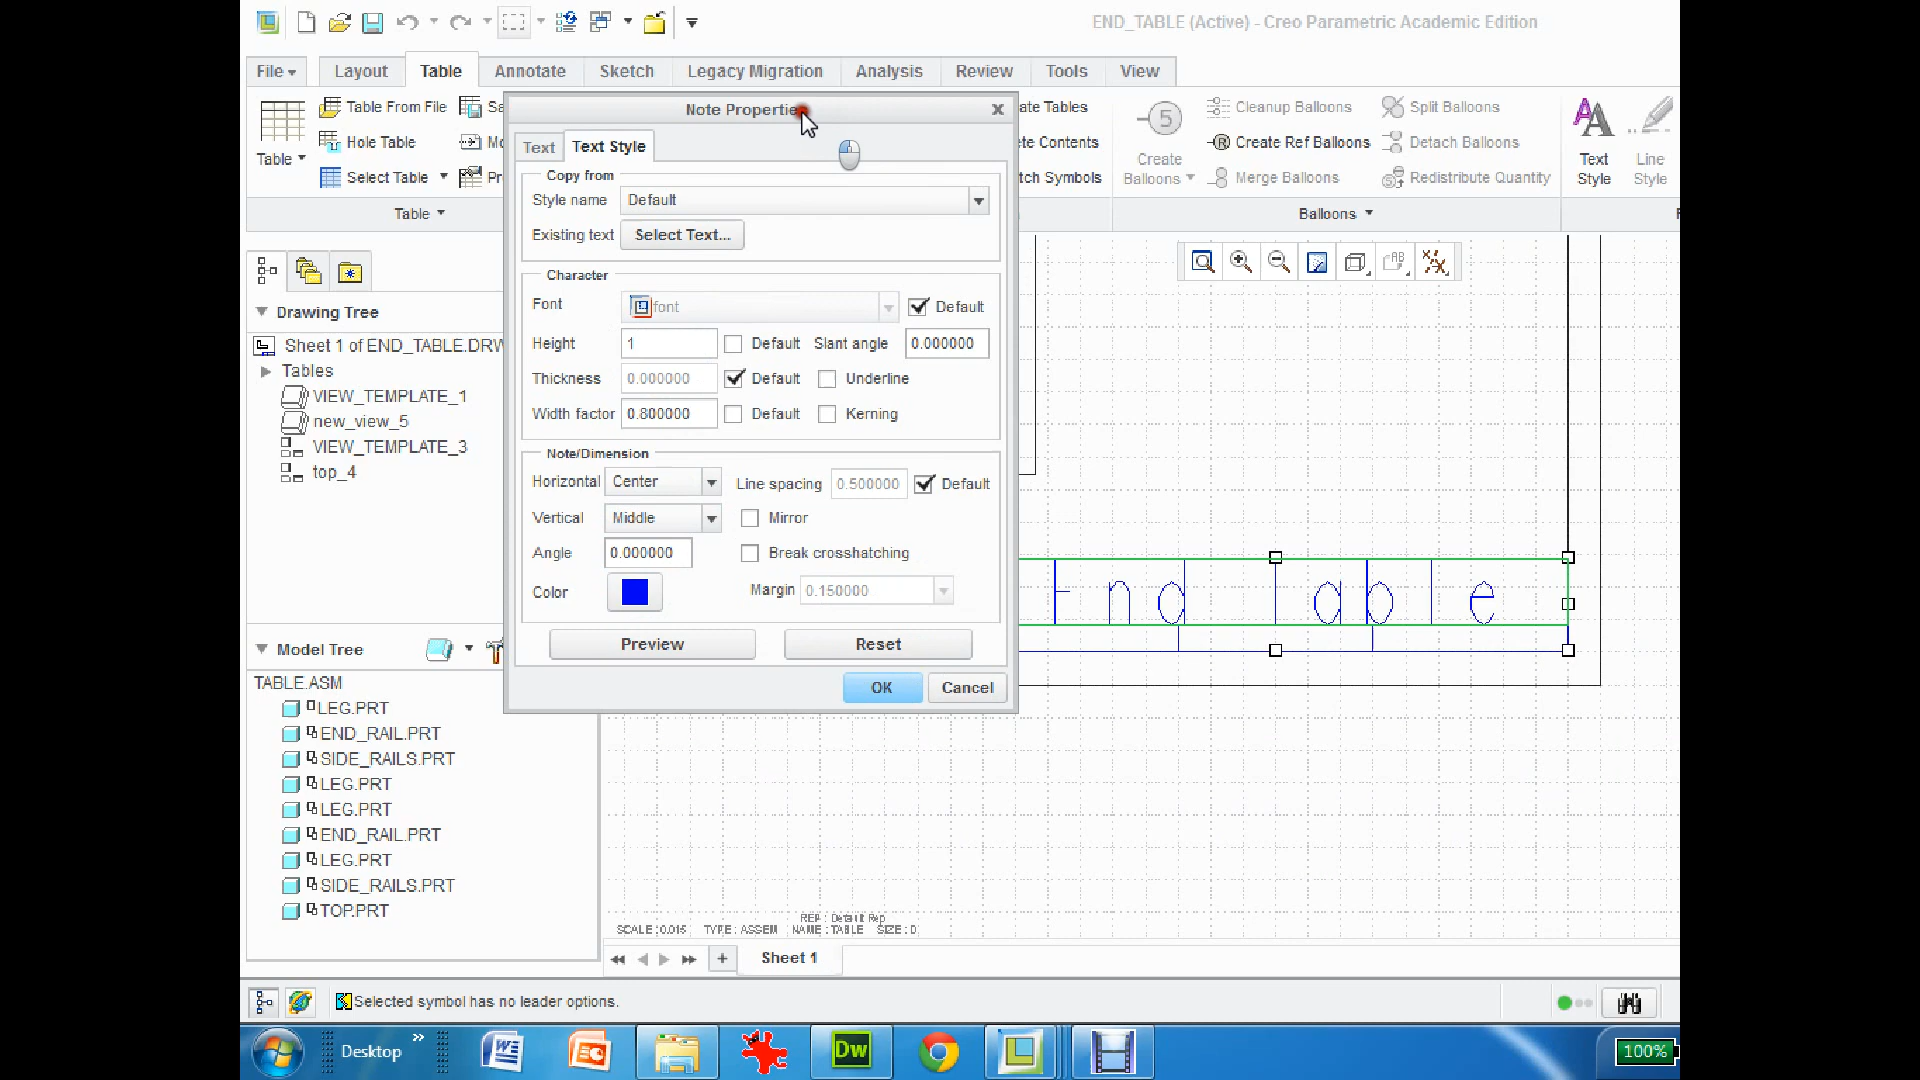 END_TABLE (Active) - Creo Parametric Academic Edition
File
Layout
Table
Annotate
Sketch
Legacy Migration
Analysis
Review
Tools
View
Table
Table From File
Hole Table
Select Table
Table
Cleanup Balloons
Split Balloons
Create Ref Balloons
Detach Balloons
Create Balloons
Merge Balloons
Redistribute Quantity
Balloons
Text Style
Line Style
Note Properties
Text
Text Style
Copy from
Style name
Default
Existing text
Select Text...
Character
Font
font
Default
Height
1
Default
Slant angle
0.000000
Thickness
0.000000
Default
Underline
Width factor
0.800000
Default
Kerning
Note/Dimension
Horizontal
Center
Line spacing
0.500000
Default
Vertical
Middle
Mirror
Angle
0.000000
Break crosshatching
Color
Margin
0.150000
Preview
Reset
OK
Cancel
Drawing Tree
Sheet 1 of END_TABLE.DRW
Tables
VIEW_TEMPLATE_1
new_view_5
VIEW_TEMPLATE_3
top_4
Model Tree
TABLE.ASM
LEG.PRT
END_RAIL.PRT
SIDE_RAILS.PRT
LEG.PRT
LEG.PRT
END_RAIL.PRT
LEG.PRT
SIDE_RAILS.PRT
TOP.PRT
End Table
REP : Default Rep
SCALE : 0.015 TYPE : ASSEM NAME : TABLE SIZE : D
Sheet 1
Selected symbol has no leader options.
Desktop
Dw
100%